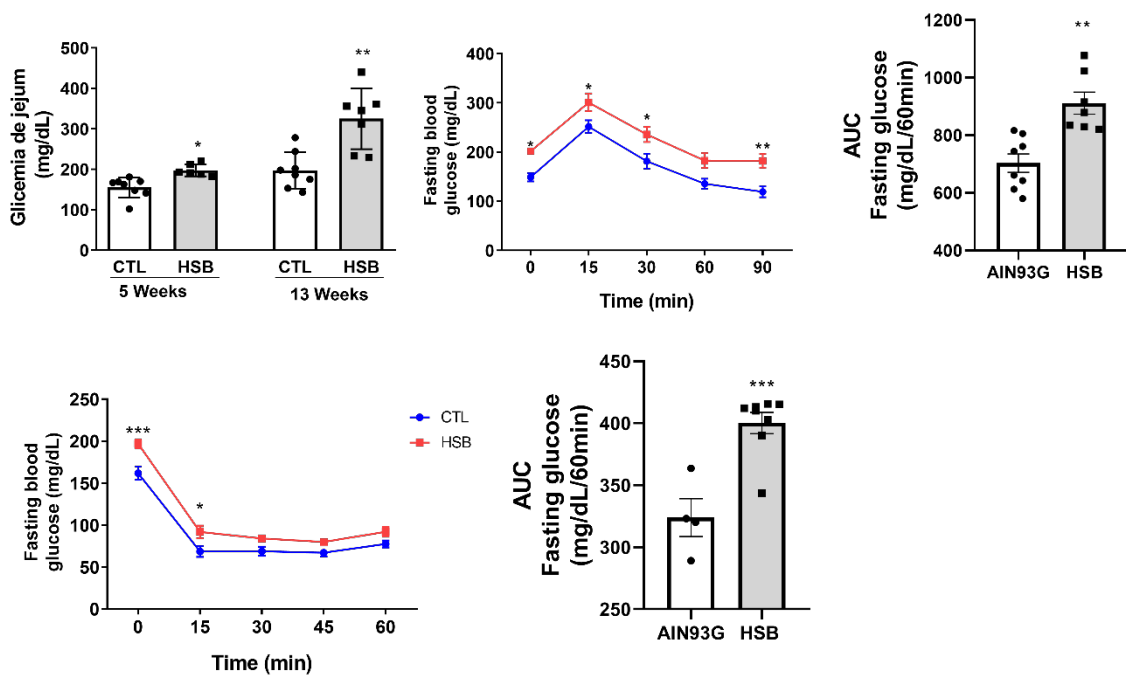 Glicemia de jejum
(mg/dL)
500
400
300
200
100
0
*
**
CTL
HSB
CTL
HSB
5 Weeks
13 Weeks
Fasting blood
glucose (mg/dL)
400
300
200
100
0
*
*
*
**
0
15
30
60
90
Time (min)
AUC
Fasting glucose
(mg/dL/60min)
1200
1000
800
600
400
**
AIN93G
HSB
Fasting blood
glucose (mg/dL)
250
200
150
100
50
0
***
*
0
15
30
45
60
Time (min)
CTL
HSB
AUC
Fasting glucose
(mg/dL/60min)
450
400
350
300
250
***
AIN93G
HSB